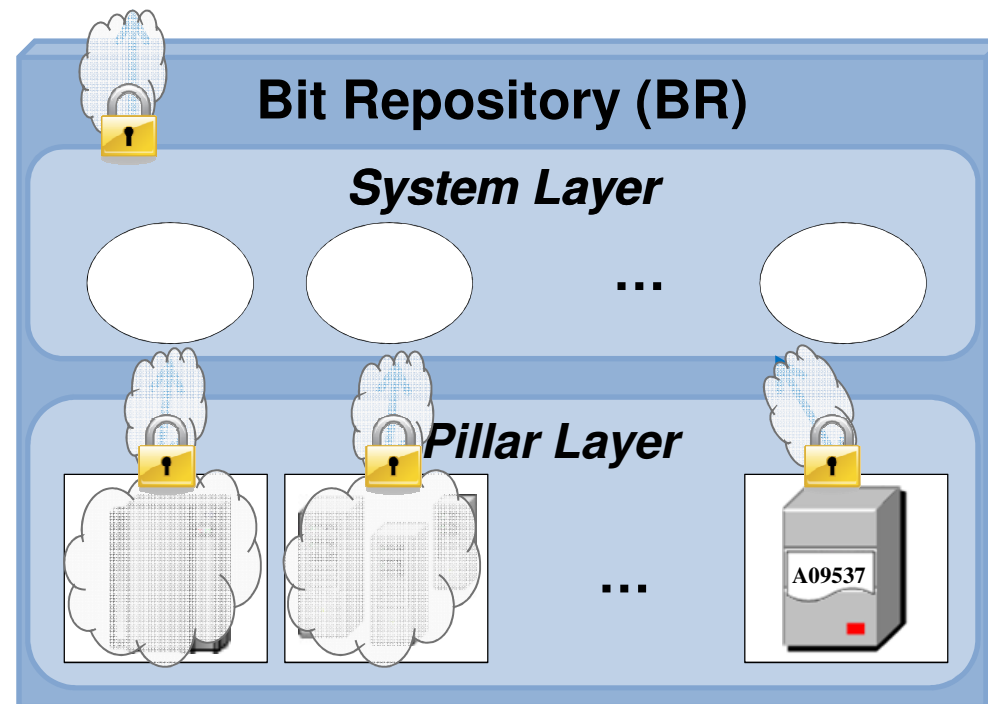 Bit Repository (BR)
System Layer
...
Pillar Layer
...
A09537